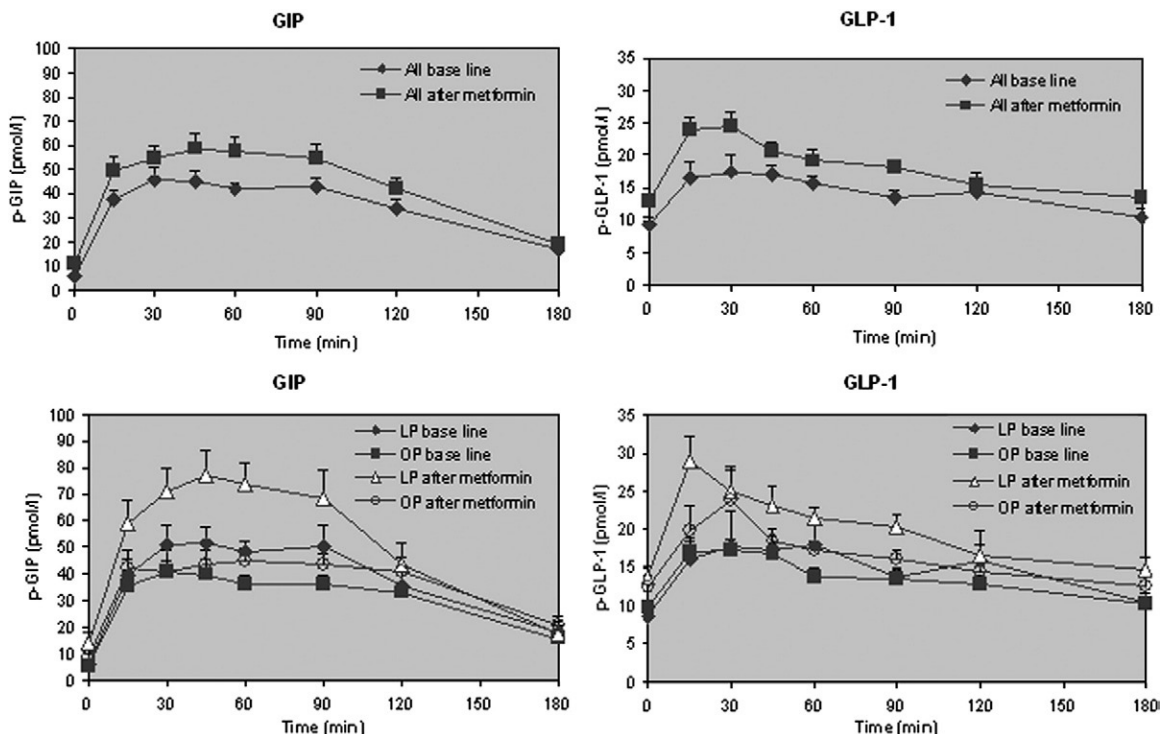 GIP
100
90
80
70
60
50
40
30
20
10
0
p-GIP (pmol/l)
All base line
All after metformin
0 30 60 90 120 150 180
Time (min)
GLP-1
35
30
25
20
15
10
5
0
p-GLP-1 (pmol/l)
All base line
All after metformin
0 30 60 90 120 150 180
Time (min)
GIP
100
90
80
70
60
50
40
30
20
10
0
p-GIP (pmol/l)
LP base line
OP base line
LP after metformin
OP after metformin
0 30 60 90 120 150 180
Time (min)
GLP-1
35
30
25
20
15
10
5
0
p-GLP-1 (pmol/l)
LP base line
OP base line
LP after metformin
OP after metformin
0 30 60 90 120 150 180
Time (min)